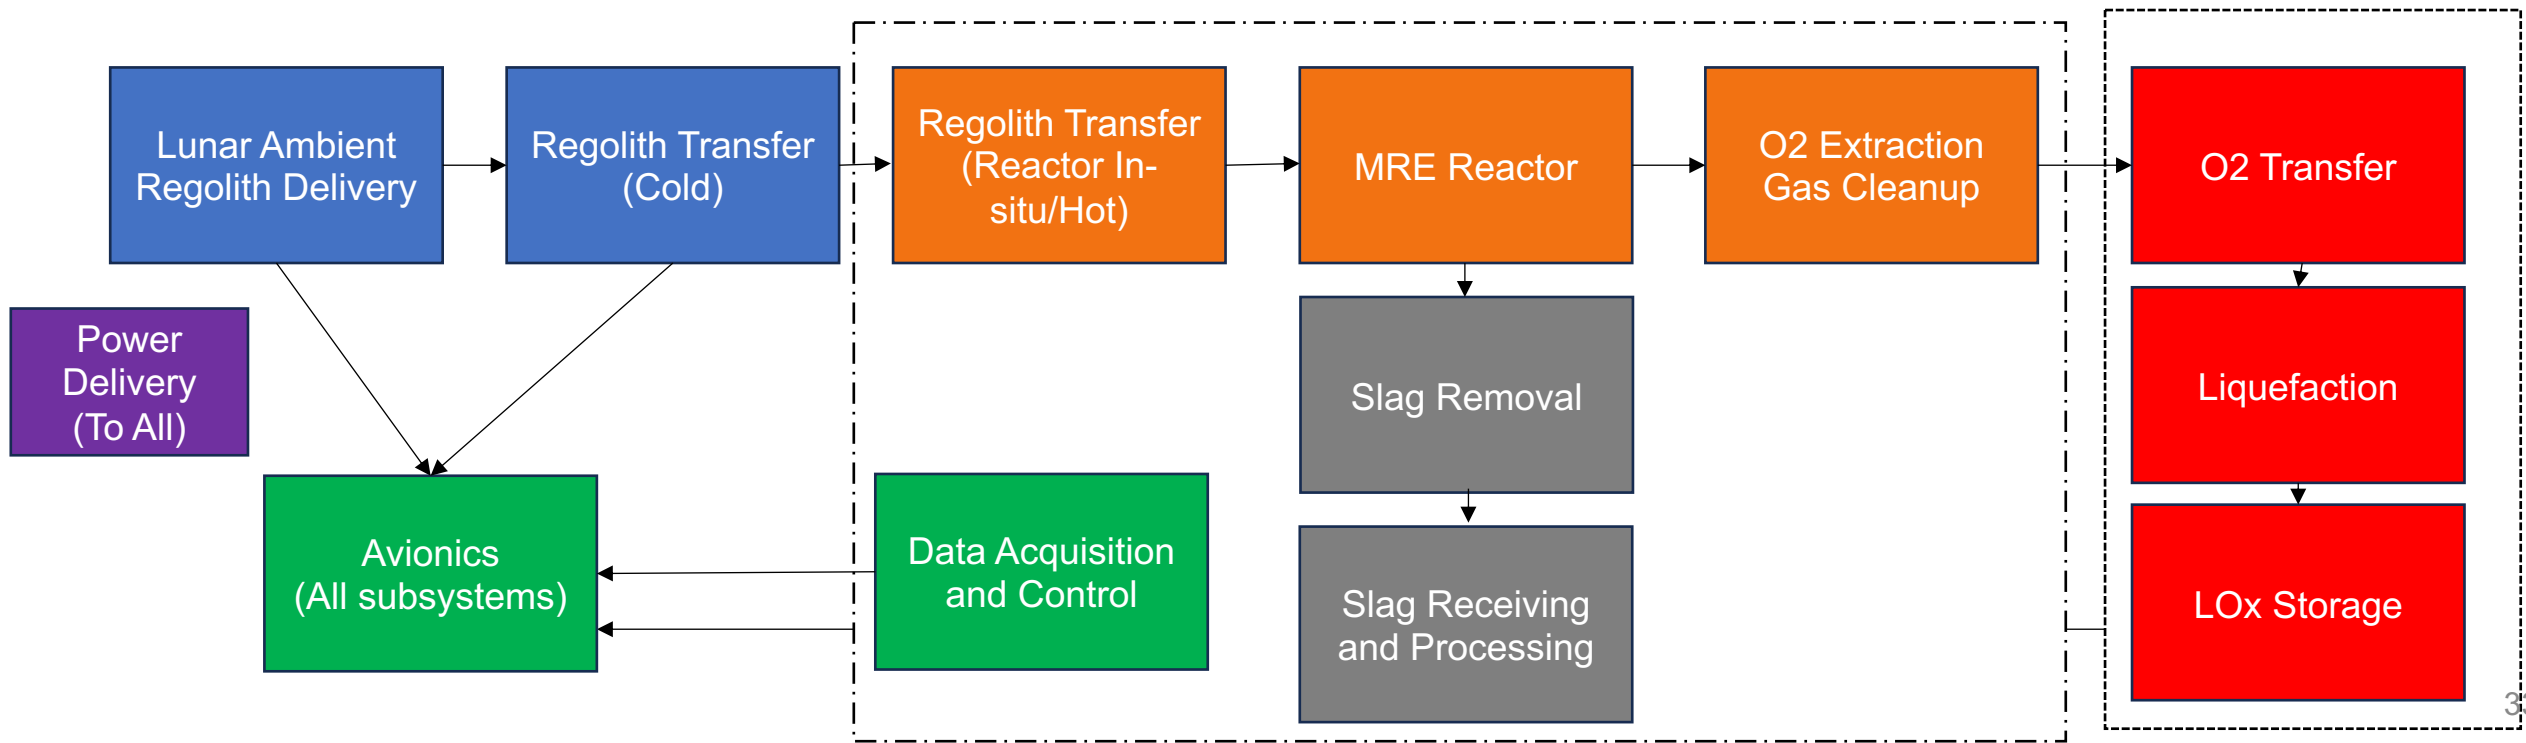 Lunar Ambient
Regolith Delivery
Regolith Transfer
(Cold)
Regolith Transfer
(Reactor In-
situ/Hot)
MRE Reactor
O2 Extraction
Gas Cleanup
O2 Transfer
Power
Delivery
(To All)
Slag Removal
Liquefaction
Avionics
(All subsystems)
Data Acquisition
and Control
Slag Receiving
and Processing
LOx Storage